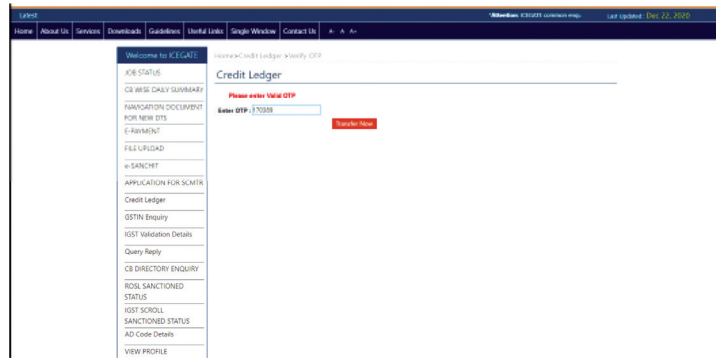 Latest
*Attention: ICEGATE common enq.
Last Updated : Dec 22, 2020
Home About Us Services Downloads Guidelines Useful Links Single Window Contact Us A- A A+
Welcome to ICEGATE
Home>Credit Ledger >Verify OTP
JOB STATUS
Credit Ledger
CB WISE DAILY SUMMARY
Please enter Valid OTP
NAVIGATION DOCUMENT
FOR NEW DTS
Enter OTP :
Transfer Now
E-PAYMENT
FILE UPLOAD
e-SANCHIT
APPLICATION FOR SCMTR
Credit Ledger
GSTIN Enquiry
IGST Validation Details
Query Reply
CB DIRECTORY ENQUIRY
ROSL SANCTIONED
STATUS
IGST SCROLL
SANCTIONED STATUS
AD Code Details
VIEW PROFILE